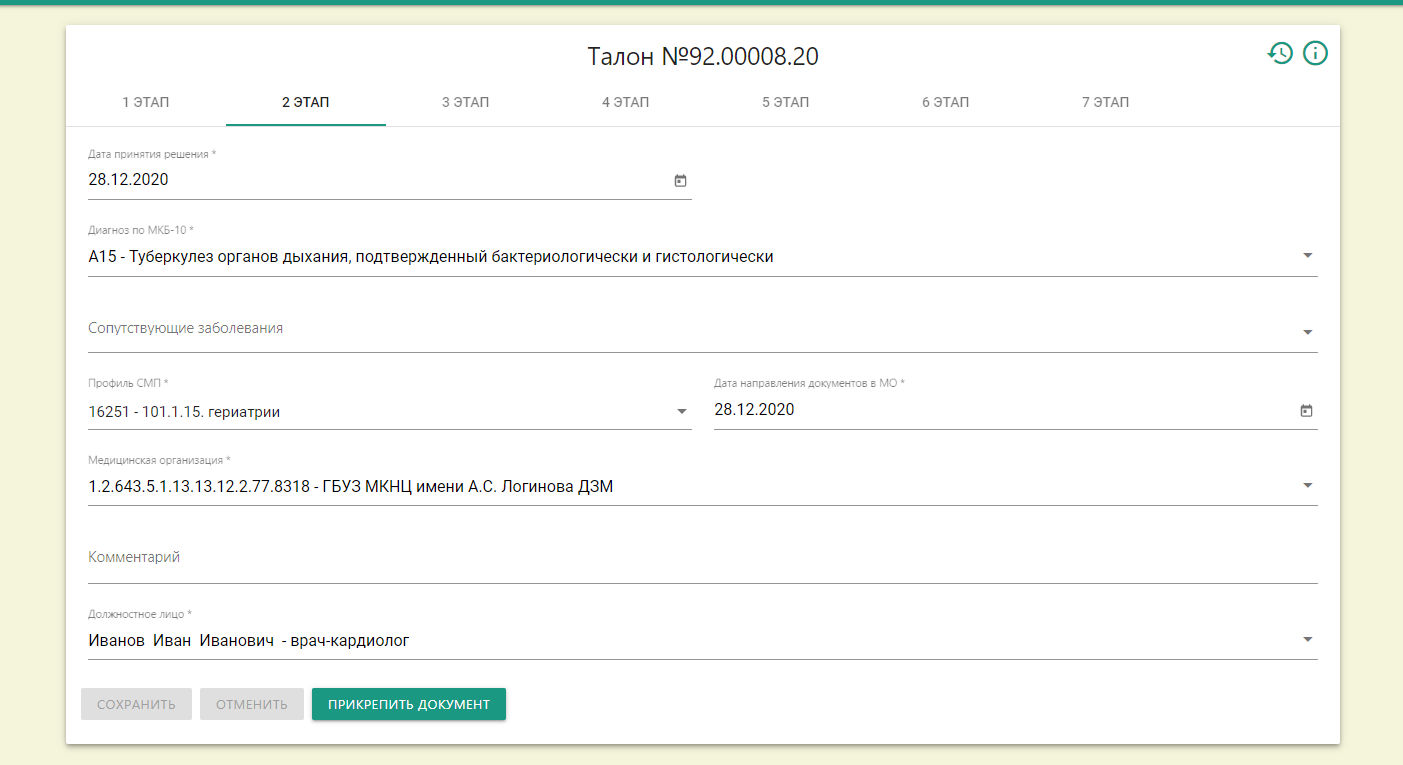 Талон №92.00008.20
1 ЭТАП 2 ЭТАП 3 ЭТАП 4 ЭТАП 5 ЭТАП 6 ЭТАП 7 ЭТАП
Дата принятия решения *
28.12.2020
Диагноз по МКБ-10 *
А15 - Туберкулез органов дыхания, подтвержденный бактериологически и гистологически
Сопутствующие заболевания
Профиль СМП * Дата направления документов в МО *
16251 - 101.1.15. гериатрии 28.12.2020
Медицинская организация *
1.2.643.5.1.13.13.12.2.77.8318 - ГБУЗ МКНЦ имени А.С. Логинова ДЗМ
Комментарий
Должностное лицо *
Иванов Иван Иванович - врач-кардиолог
СОХРАНИТЬ ОТМЕНИТЬ ПРИКРЕПИТЬ ДОКУМЕНТ